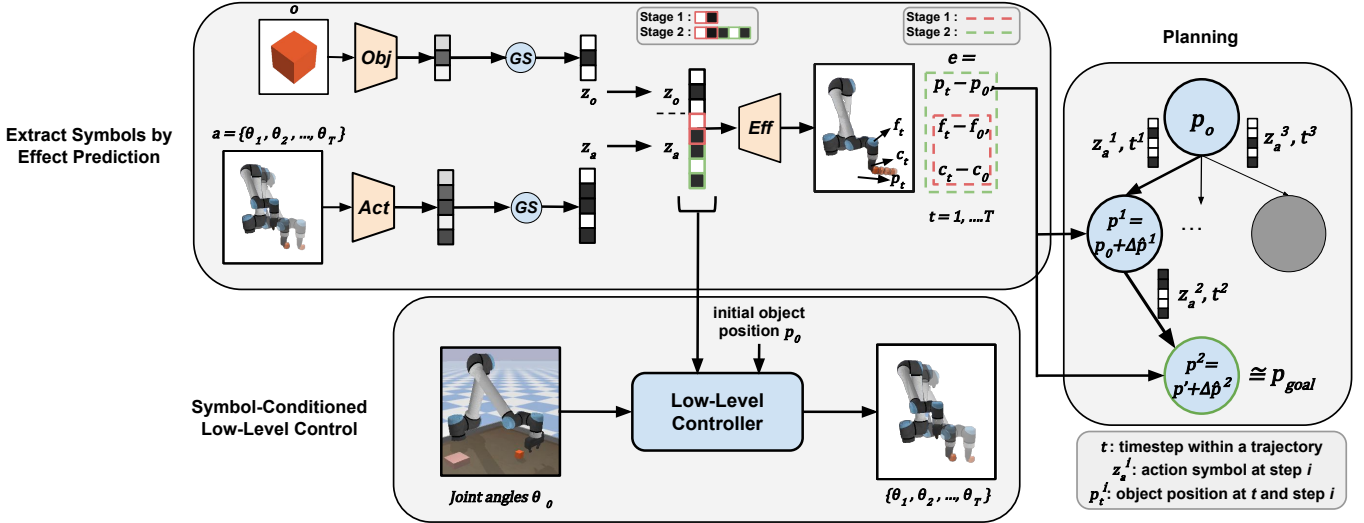 Extract Symbols by
Effect Prediction
o
Obj
GS
z_o
a = {θ_1, θ_2, ..., θ_T}
Act
GS
z_a
Stage 1 :
Stage 2 :
z_o
z_a
Eff
f_t
c_t
p_t
Stage 1 :
Stage 2 :
e =
p_t − p_0,
f_t − f_0,
c_t − c_0
t = 1, ....T
Symbol-Conditioned
Low-Level Control
Joint angles θ_0
initial object
position p_0
Low-Level
Controller
{θ_1, θ_2, ..., θ_T}
Planning
p_o
z_a^1, t^1
z_a^3, t^3
p^1 =
p_0+Δp̂^1
...
z_a^2, t^2
p^2 =
p'+Δp̂^2
≅ p_goal
t : timestep within a trajectory
z_a^i : action symbol at step i
p_t^i : object position at t and step i